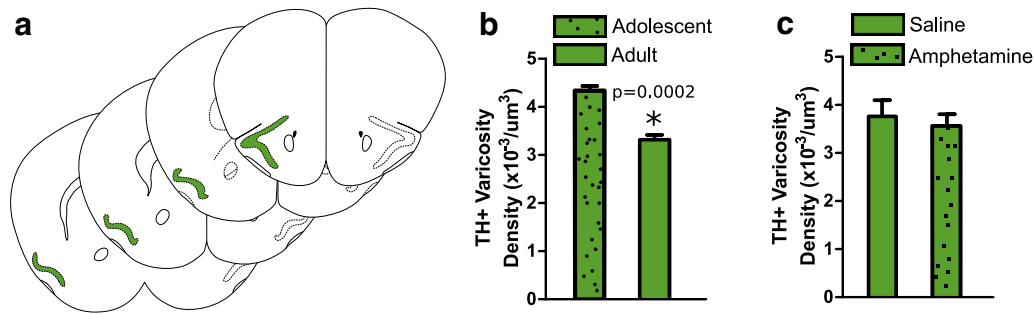 a
b
Adolescent
Adult
TH+ Varicosity
Density (x10⁻³/um³)
5
4
3
2
1
0
p=0.0002
*
c
Saline
Amphetamine
TH+ Varicosity
Density (x10⁻³/um³)
5
4
3
2
1
0